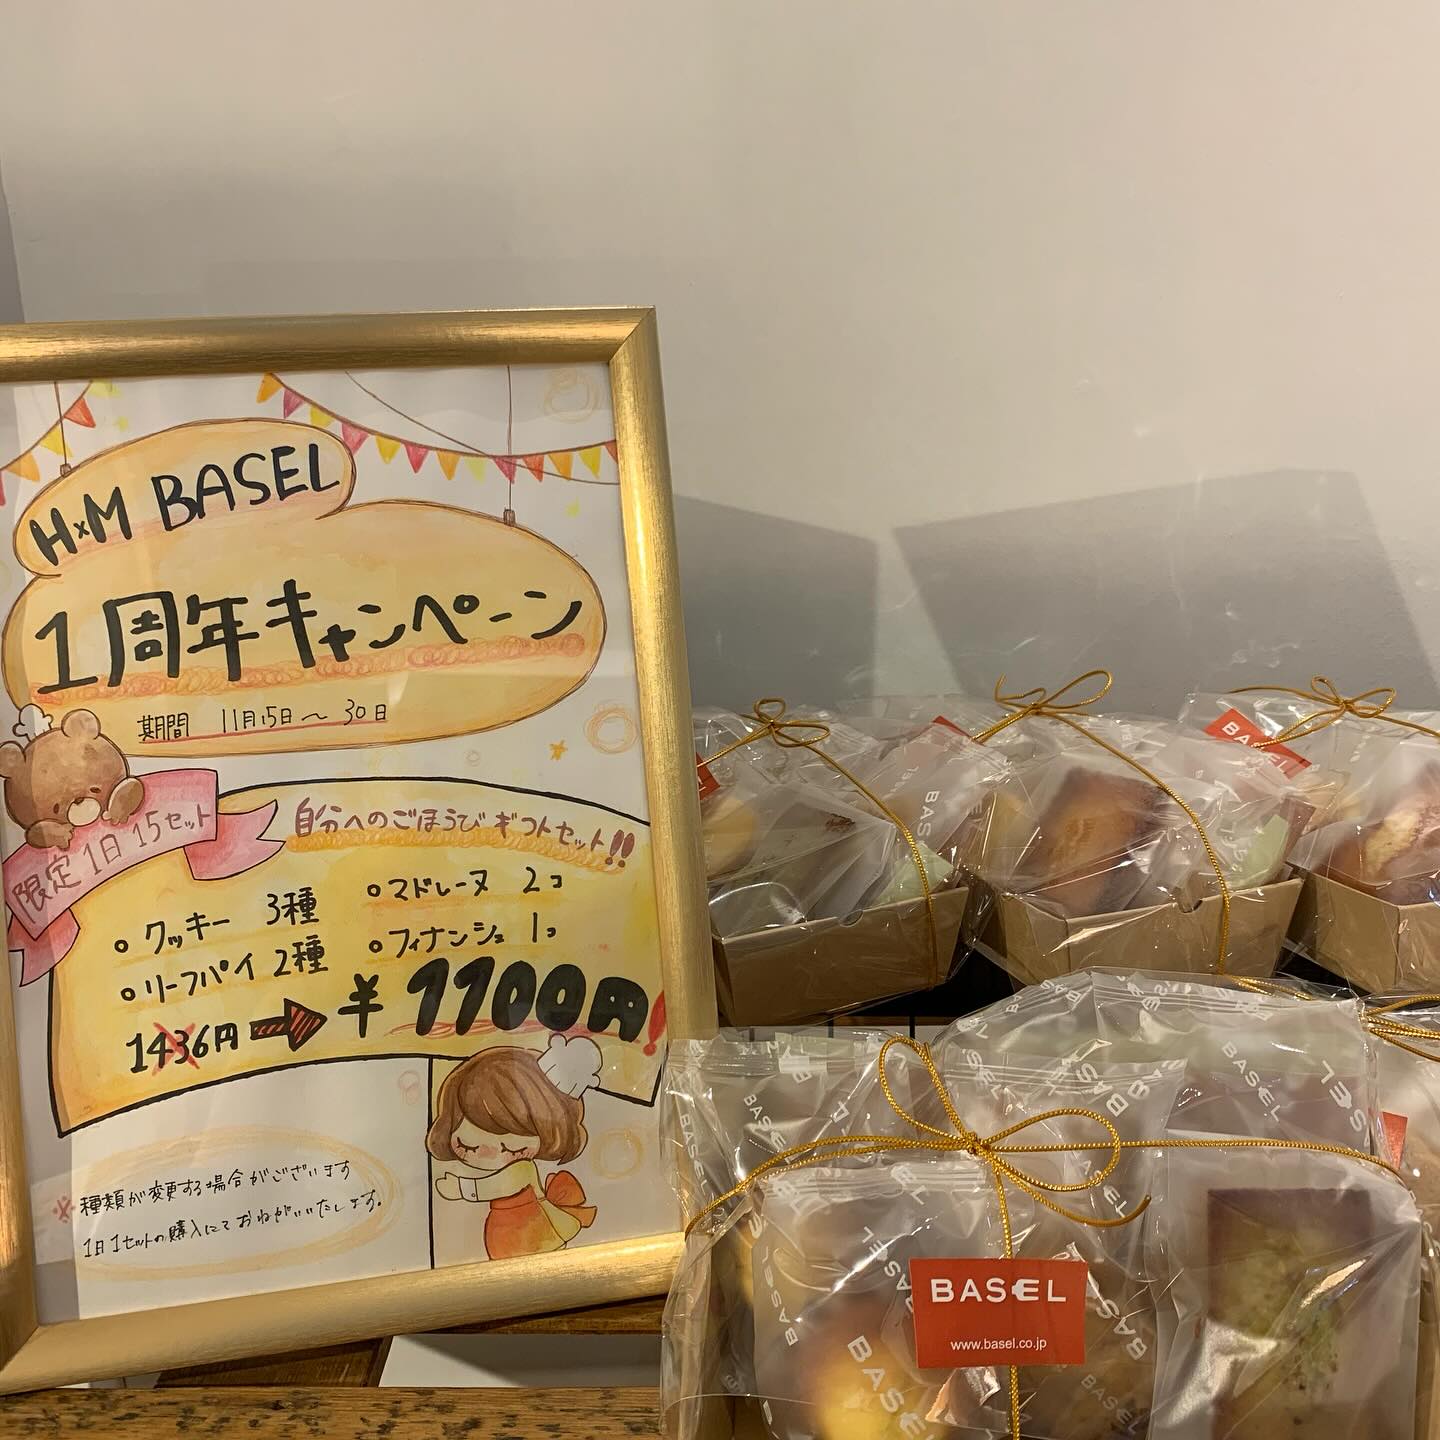 H×M BASEL
1周年キャンペーン
期間 11月15日～30日
限定1日15セット
自分へのごほうびギフトセット!!
○クッキー 3種
○リーフパイ 2種
○マドレーヌ 2コ
○フィナンシェ 1コ
1436円→¥1100円!
※種類が変更する場合がございます
1日1セットの購入にておねがいいたします。
BASEL
BASEL
BASEL
BASEL
BASEL
BASEL
www.basel.co.jp
BASEL
BASEL